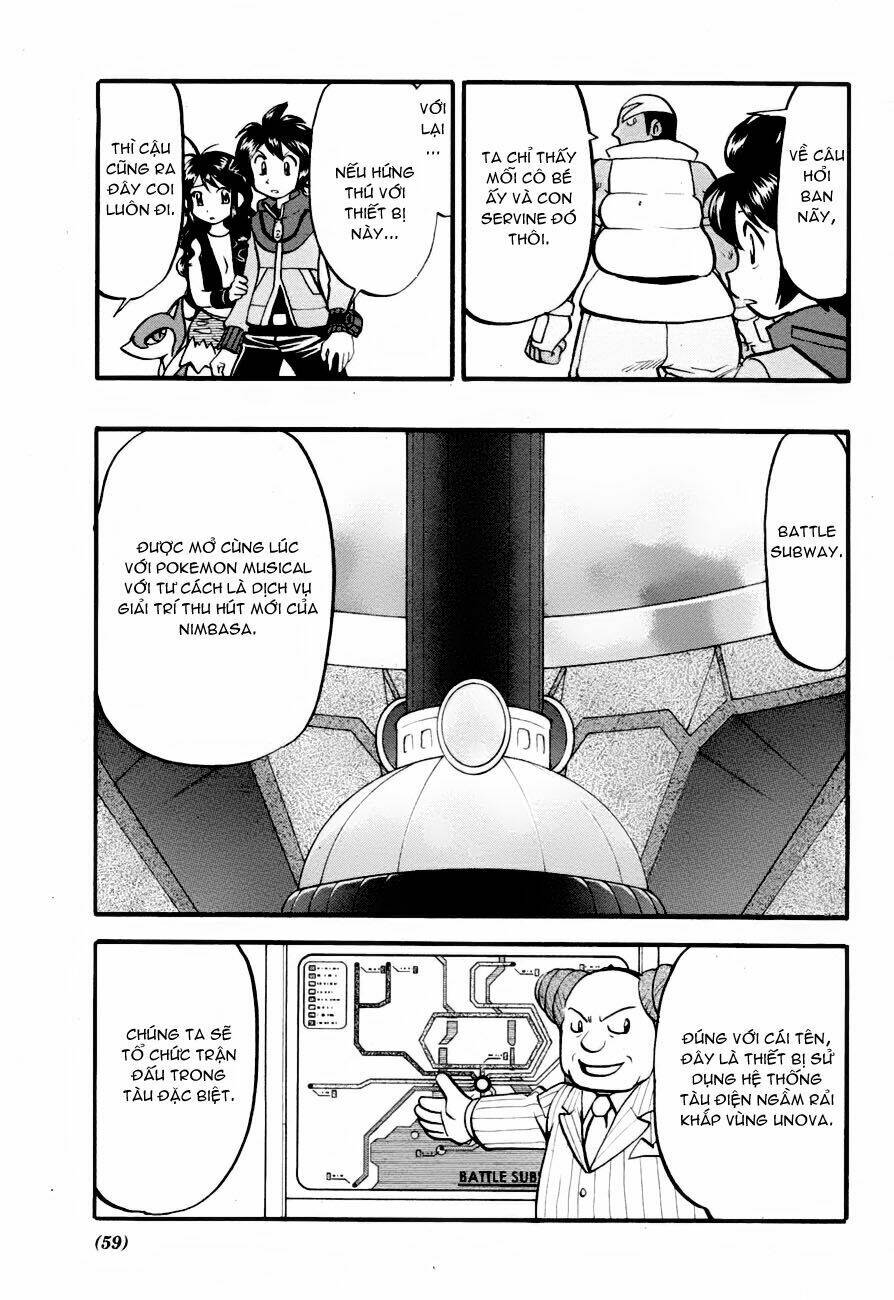 VỀ CÂU
HỎI
BAN
NÃY,
TA CHỈ THẤY
MỖI CÔ BÉ
ẤY VÀ CON
SERVINE ĐÓ
THÔI.
VỚI
LẠI
...
NẾU HỨNG
THÚ VỚI
THIẾT BỊ
NÀY...
THÌ CẬU
CŨNG RA
ĐÂY COI
LUÔN ĐI.
BATTLE
SUBWAY.
ĐƯỢC MỞ CÙNG LÚC
VỚI POKEMON MUSICAL
VỚI TƯ CÁCH LÀ DỊCH VỤ
GIẢI TRÍ THU HÚT MỚI CỦA
NIMBASA.
ĐÚNG VỚI CÁI TÊN,
ĐÂY LÀ THIẾT BỊ SỬ
DỤNG HỆ THỐNG
TÀU ĐIỆN NGẦM RẢI
KHẮP VÙNG UNOVA.
CHÚNG TA SẼ
TỔ CHỨC TRẬN
ĐẤU TRONG
TÀU ĐẶC BIỆT.
BATTLE SUB
(59)